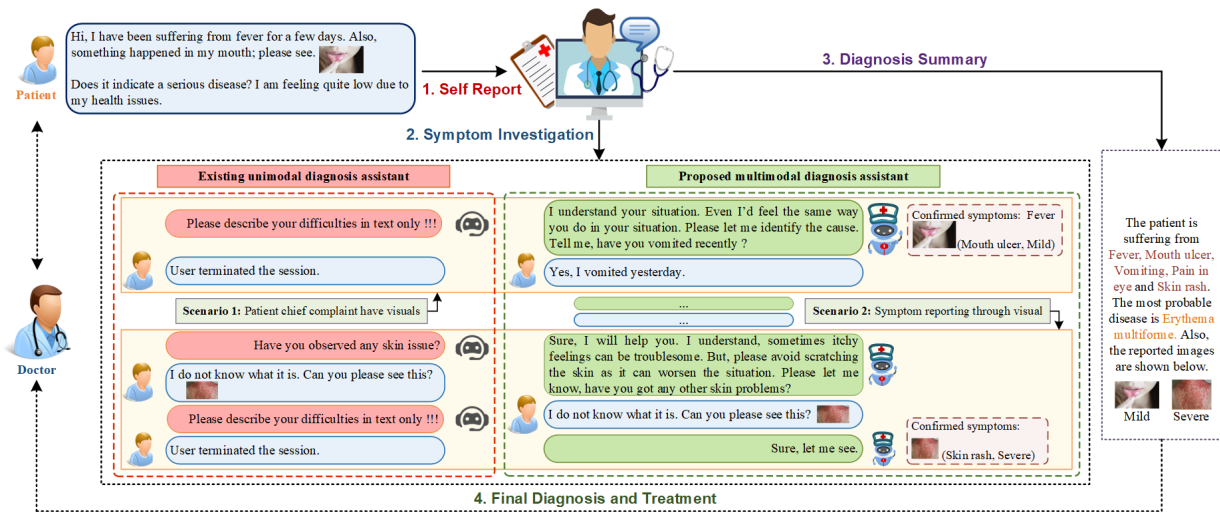 Hi, I have been suffering from fever for a few days. Also,
something happened in my mouth; please see.
Does it indicate a serious disease? I am feeling quite low due to
my health issues.
Patient
1. Self Report
3. Diagnosis Summary
2. Symptom Investigation
Existing unimodal diagnosis assistant
Please describe your difficulties in text only !!!
User terminated the session.
Scenario 1: Patient chief complaint have visuals
Have you observed any skin issue?
I do not know what it is. Can you please see this?
Please describe your difficulties in text only !!!
User terminated the session.
Proposed multimodal diagnosis assistant
I understand your situation. Even I'd feel the same way
you do in your situation. Please let me identify the cause.
Tell me, have you vomited recently ?
Confirmed symptoms: Fever
(Mouth ulcer, Mild)
Yes, I vomited yesterday.
...
...
Scenario 2: Symptom reporting through visual
Sure, I will help you. I understand, sometimes itchy
feelings can be troublesome. But, please avoid scratching
the skin as it can worsen the situation. Please let me
know, have you got any other skin problems?
I do not know what it is. Can you please see this?
Sure, let me see.
Confirmed symptoms:
(Skin rash, Severe)
The patient is
suffering from
Fever, Mouth ulcer,
Vomiting, Pain in
eye and Skin rash.
The most probable
disease is Erythema
multiforme. Also,
the reported images
are shown below.
Mild
Severe
Doctor
4. Final Diagnosis and Treatment